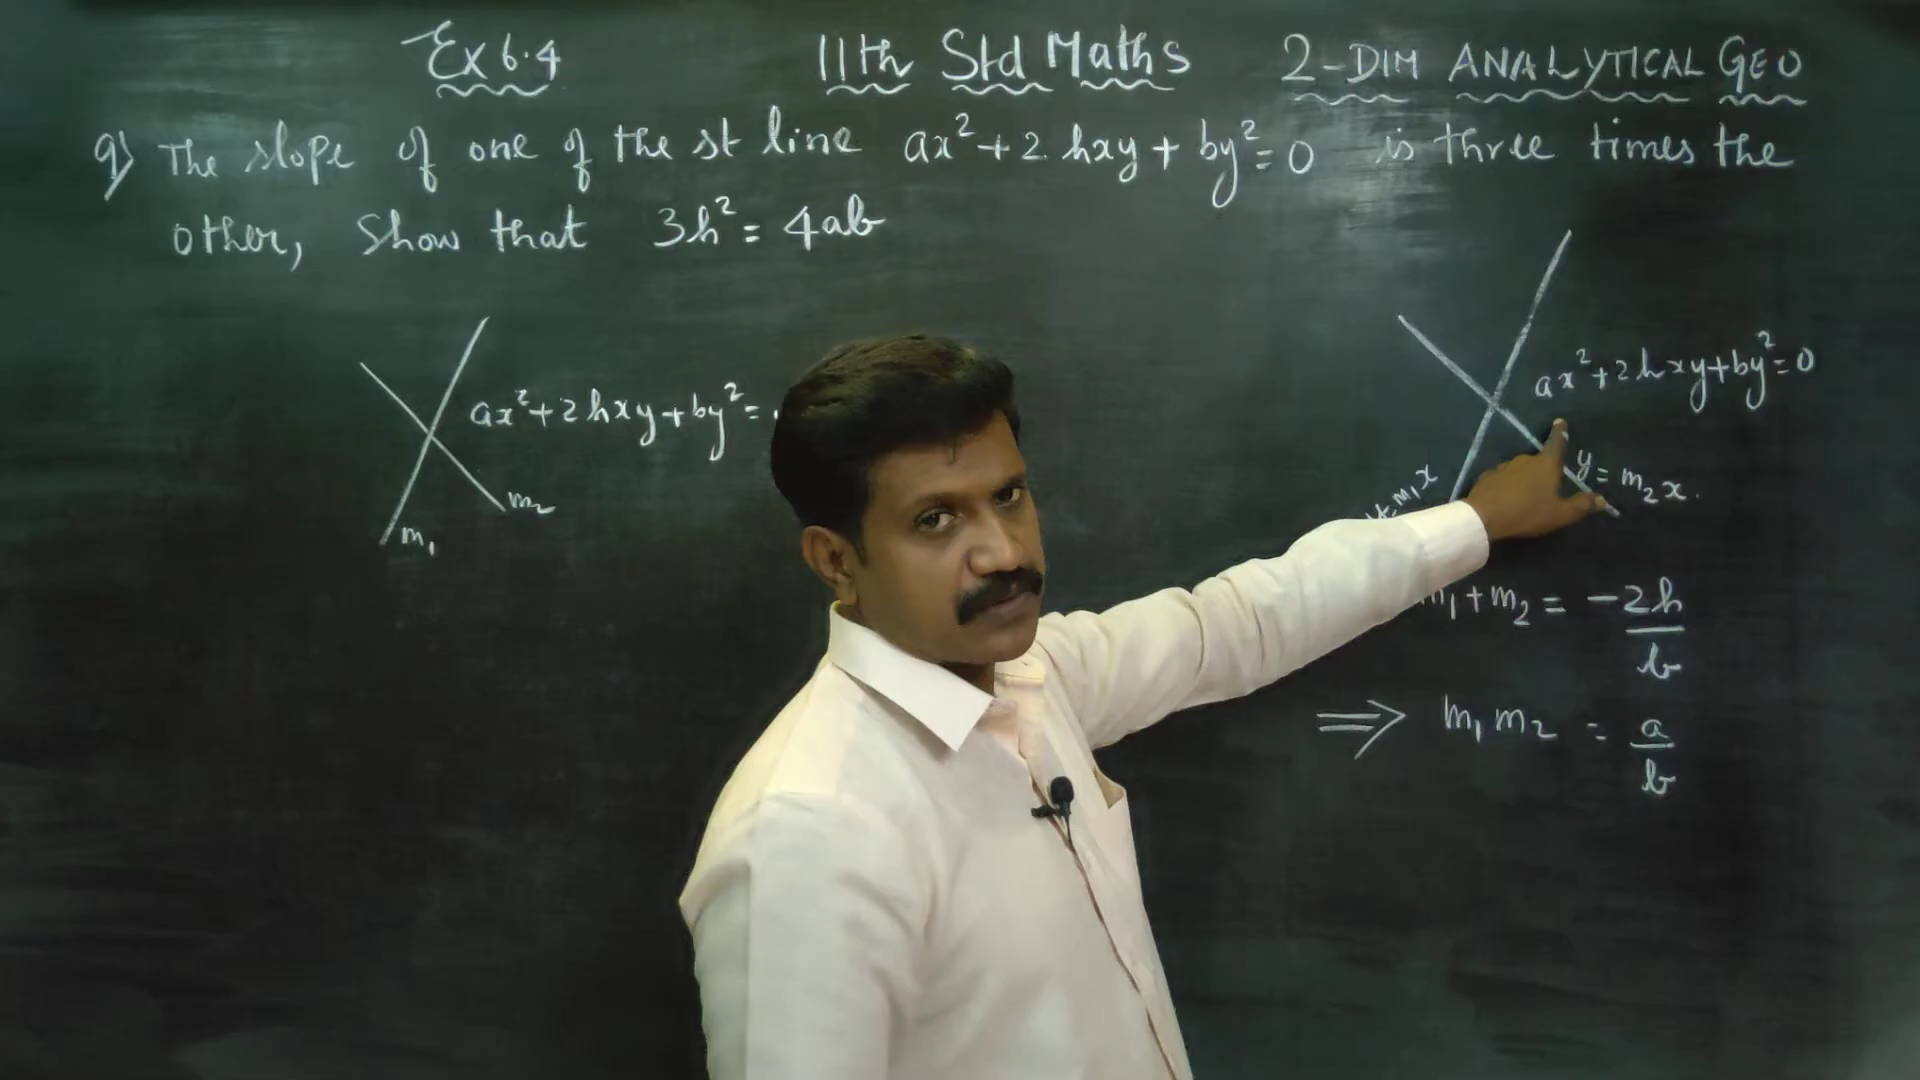 Ex 6.4
11th Std Maths
2-DIM ANALYTICAL GEO
9) The slope of one of the st line ax²+2hxy+by²=0 is three times the
other, Show that 3h²=4ab
ax²+2hxy+by²=
m₂
m₁
ax²+2hxy+by²=0
y=m₂x.
m₁x
m₁+m₂ = -2h/b
⇒ m₁m₂ = a/b